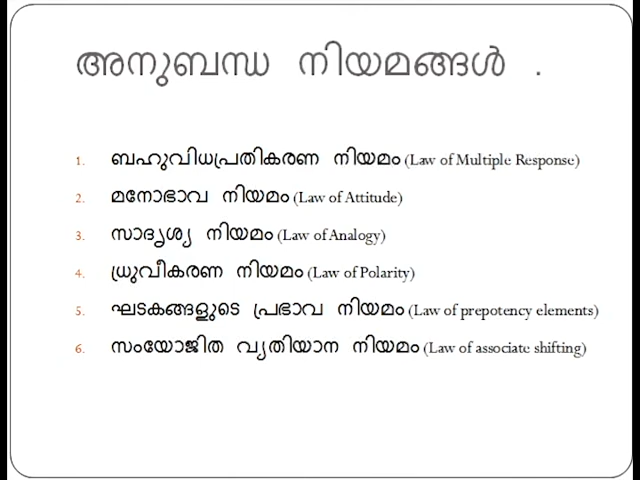 അനുബന്ധ നിയമങ്ങൾ .
1. ബഹുവിധപ്രതികരണ നിയമം (Law of Multiple Response)
2. മനോഭാവ നിയമം (Law of Attitude)
3. സാദൃശ്യ നിയമം (Law of Analogy)
4. ധ്രുവീകരണ നിയമം (Law of Polarity)
5. ഘടകങ്ങളുടെ പ്രഭാവ നിയമം (Law of prepotency elements)
6. സംയോജിത വ്യതിയാന നിയമം (Law of associate shifting)